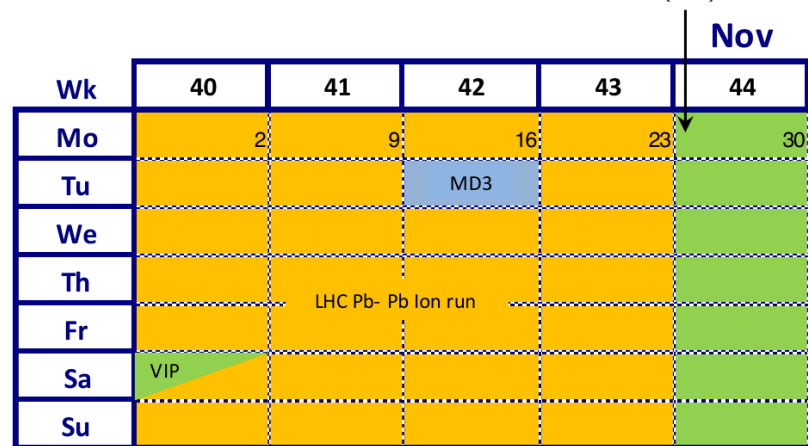 Nov
Wk 40 41 42 43 44
Mo 2 9 16 23 30
Tu MD3
We
Th
LHC Pb- Pb Ion run
Fr
Sa VIP
Su